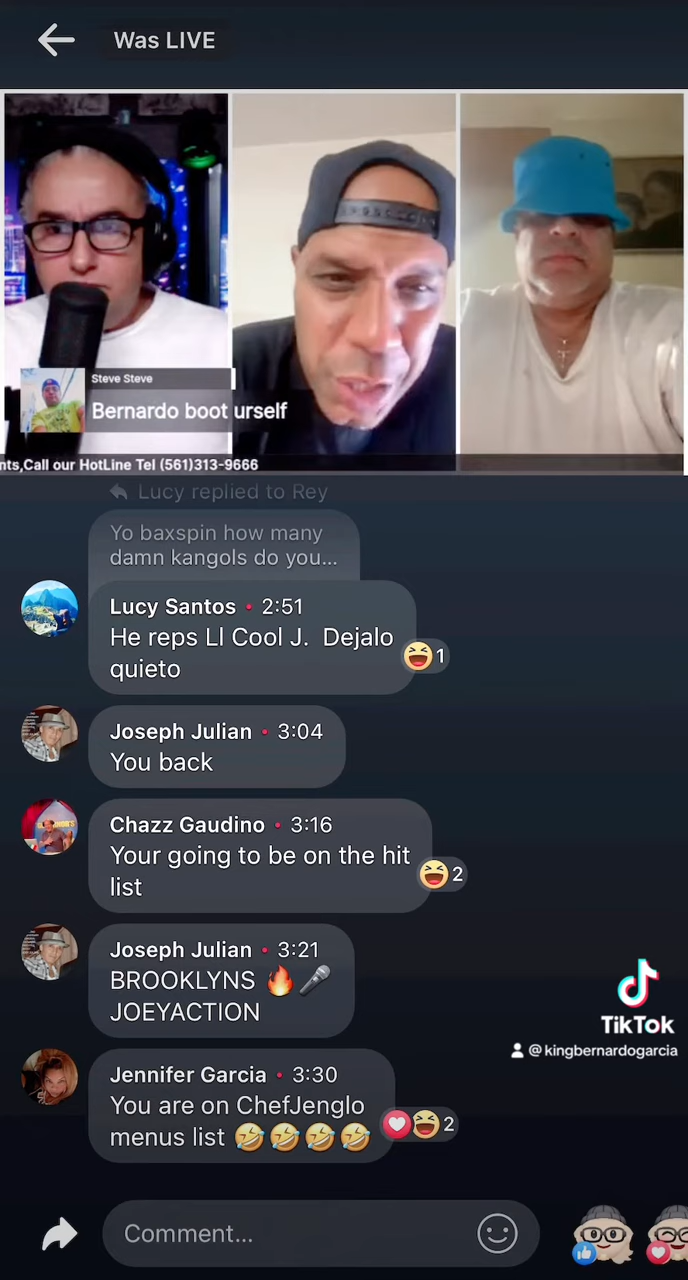 Was LIVE
Steve Steve
Bernardo boot urself
nts,Call our HotLine Tel (561)313-9666
Lucy replied to Rey
Yo baxspin how many
damn kangols do you...
Lucy Santos • 2:51
He reps Ll Cool J. Dejalo
quieto
1
Joseph Julian • 3:04
You back
Chazz Gaudino • 3:16
Your going to be on the hit
list
2
Joseph Julian • 3:21
BROOKLYNS 🔥🎤
JOEYACTION
TikTok
@kingbernardogarcia
Jennifer Garcia • 3:30
You are on ChefJenglo
menus list 🤣🤣🤣🤣
2
Comment...